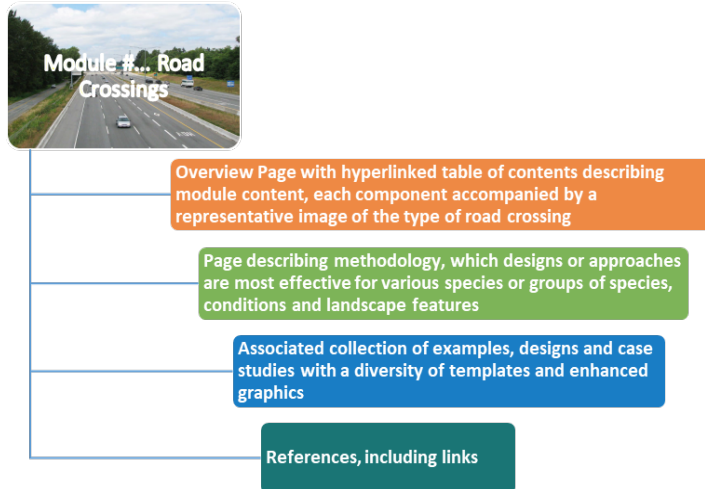 Module #... Road
Crossings
Overview Page with hyperlinked table of contents describing
module content, each component accompanied by a
representative image of the type of road crossing
Page describing methodology, which designs or approaches
are most effective for various species or groups of species,
conditions and landscape features
Associated collection of examples, designs and case
studies with a diversity of templates and enhanced
graphics
References, including links